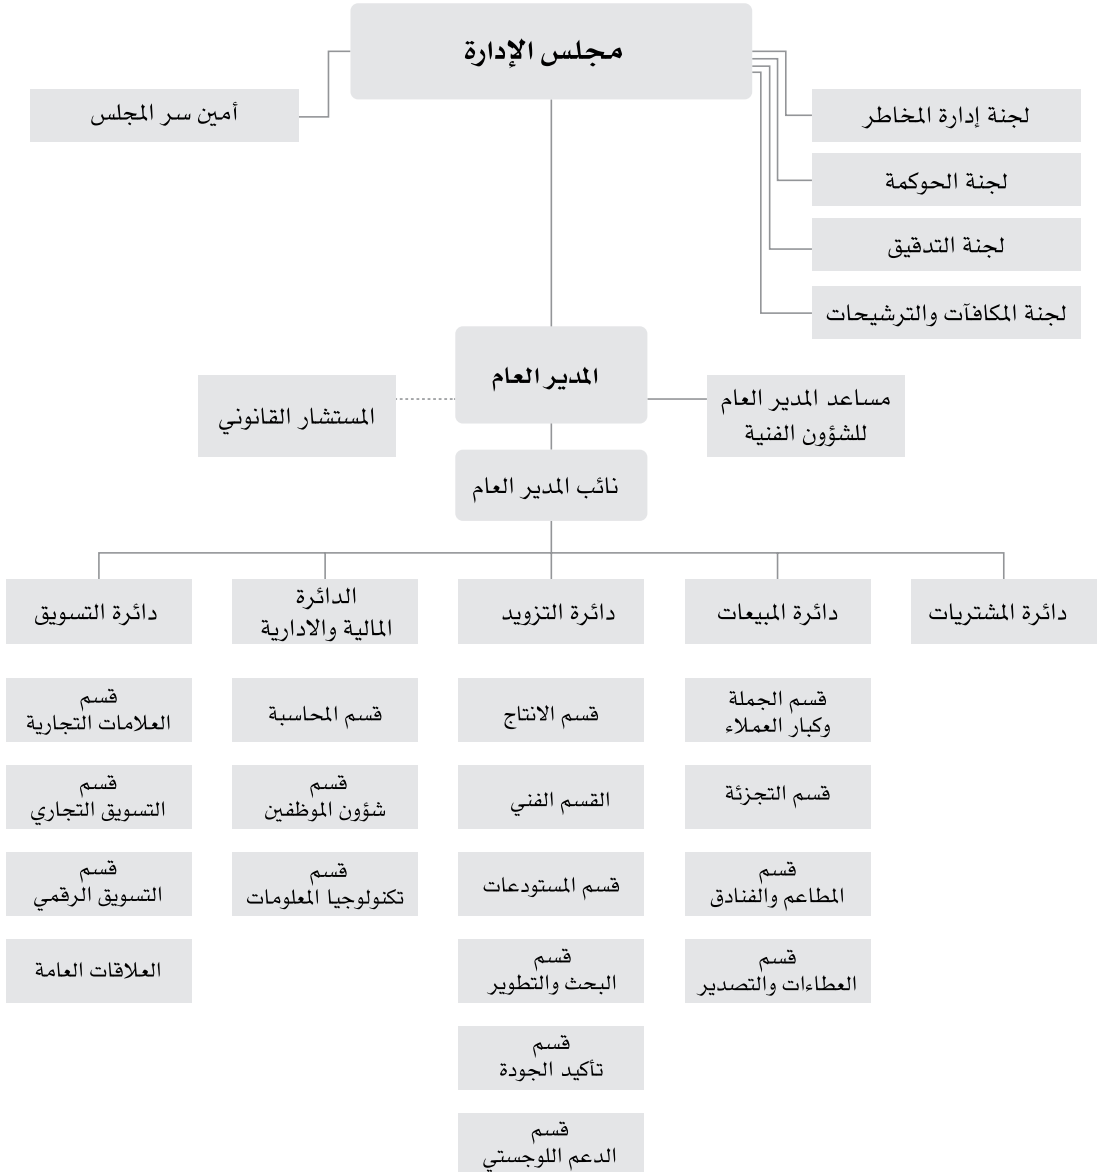 مجلس الإدارة
أمين سر المجلس
لجنة إدارة المخاطر
لجنة الحوكمة
لجنة التدقيق
لجنة المكافآت والترشيحات
المدير العام
مساعد المدير العام
للشؤون الفنية
المستشار القانوني
نائب المدير العام
دائرة المشتريات
دائرة المبيعات
دائرة التزويد
الدائرة
المالية والادارية
دائرة التسويق
قسم الجملة
وكبار العملاء
قسم التجزئة
قسم
المطاعم والفنادق
قسم
العطاءات والتصدير
قسم الانتاج
القسم الفني
قسم المستودعات
قسم
البحث والتطوير
قسم
تأكيد الجودة
قسم
الدعم اللوجستي
قسم المحاسبة
قسم
شؤون الموظفين
قسم
تكنولوجيا المعلومات
قسم
العلامات التجارية
قسم
التسويق التجاري
قسم
التسويق الرقمي
العلاقات العامة